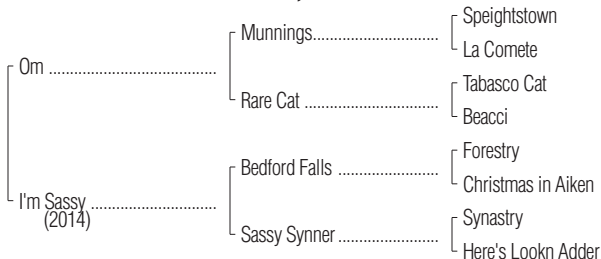 Speightstown
Munnings..............................
La Comete
Om ........................................
Tabasco Cat
Rare Cat ................................
Beacci
Forestry
Bedford Falls ........................
Christmas in Aiken
I'm Sassy ..............................
(2014)
Synastry
Sassy Synner........................
Here's Lookn Adder